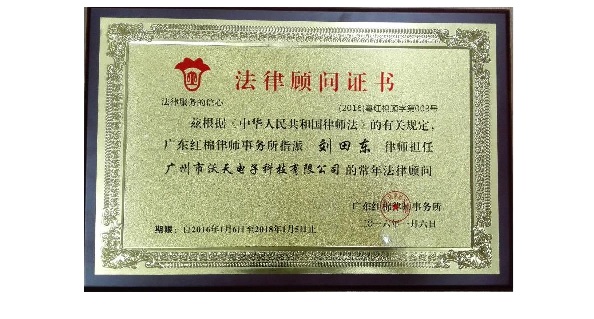 法律顾问证书
法律服务的信心
(2016)粤红棉顾字第003号
兹根据《中华人民共和国律师法》的有关规定，
广东红棉律师事务所指派 刘田东 律师担任
广州市沃天电子科技有限公司的常年法律顾问
广东红棉律师事务所
二〇一六年一月六日
期限：自2016年1月6日至2018年1月5日止